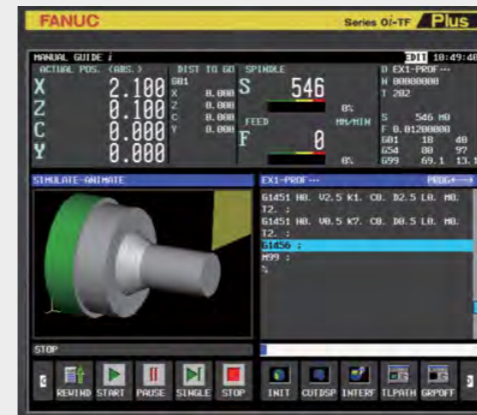 FANUC
Series 0i-TF Plus
MANUAL GUIDE i
EDIT 10:49:40
ACTUAL POS. (ABS.)
X 2.100
Z 0.100
C 0.000
Y 0.000
DIST TO GO
G01
X 0.000
Z 0.000
C 0.000
Y 0.000
SPINDLE
S 546
0%
FEED MM/MIN
F 0
0%
O EX1-PROF---
N 00000000
T 202
S 546 M0
F 0.01200000
G01 18 40
G54 80 97
G99 69.1 13.1
SIMULATE-ANIMATE
EX1-PROF--- PROG
G1451 H0. V2.5 K1. C0. D2.5 L0. M0.
T2. ;
G1451 H0. V0.5 K7. C0. D0.5 L0. M0.
T2. ;
G1456 ;
M99 ;
%
STOP
REWIND START PAUSE SINGLE STOP INIT CUTDSP INTERF TLPATH GRPOFF